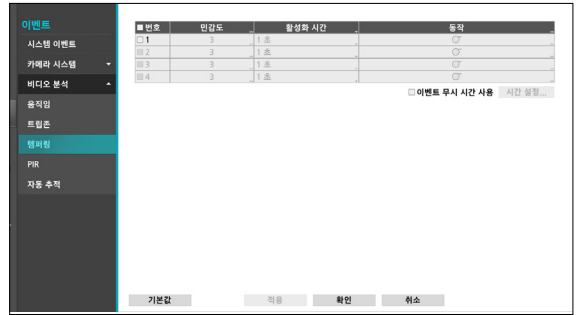 이벤트
시스템 이벤트
카메라 시스템
비디오 분석
움직임
트립존
탬퍼링
PIR
자동 추적
번호 민감도 활성화 시간 동작
1 3 1 초
2 3 1 초
3 3 1 초
4 3 1 초
이벤트 무시 시간 사용 시간 설정...
기본값 적용 확인 취소